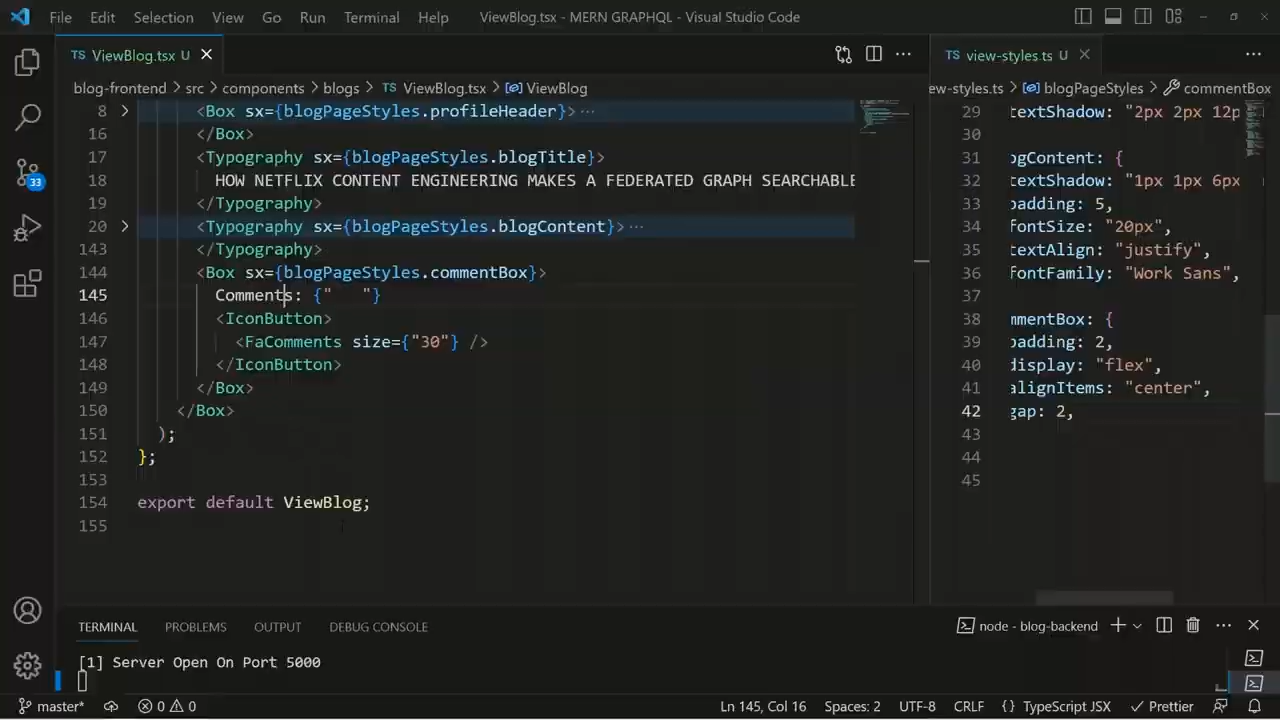 File Edit Selection View Go Run Terminal Help ViewBlog.tsx - MERN GRAPHQL - Visual Studio Code
TS ViewBlog.tsx U
blog-frontend > src > components > blogs > TS ViewBlog.tsx > ViewBlog
8 <Box sx={blogPageStyles.profileHeader}>···
16 </Box>
17 <Typography sx={blogPageStyles.blogTitle}>
18 HOW NETFLIX CONTENT ENGINEERING MAKES A FEDERATED GRAPH SEARCHABLE
19 </Typography>
20 <Typography sx={blogPageStyles.blogContent}>···
143 </Typography>
144 <Box sx={blogPageStyles.commentBox}>
145 Comments: {"   "}
146 <IconButton>
147 <FaComments size={"30"} />
148 </IconButton>
149 </Box>
150 </Box>
151 );
152 };
153
154 export default ViewBlog;
155
TS view-styles.ts U
ew-styles.ts > blogPageStyles > commentBox
29 textShadow: "2px 2px 12p
30
31 ogContent: {
32 textShadow: "1px 1px 6px
33 padding: 5,
34 fontSize: "20px",
35 textAlign: "justify",
36 fontFamily: "Work Sans",
37
38 mmentBox: {
39 padding: 2,
40 display: "flex",
41 alignItems: "center",
42 gap: 2,
43
44
45
33
TERMINAL PROBLEMS OUTPUT DEBUG CONSOLE node - blog-backend
[1] Server Open On Port 5000
master* 0 0 Ln 145, Col 16 Spaces: 2 UTF-8 CRLF {} TypeScript JSX Prettier